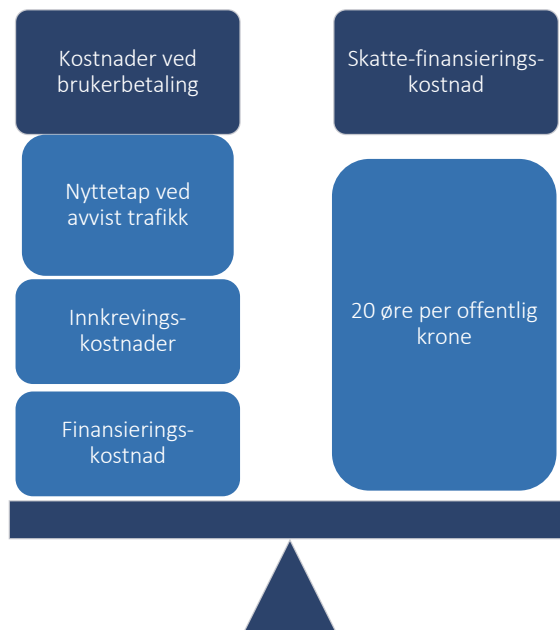 Kostnader ved
brukerbetaling
Nyttetap ved
avvist trafikk
Innkrevings-
kostnader
Finansierings-
kostnad
Skatte-finansierings-
kostnad
20 øre per offentlig
krone